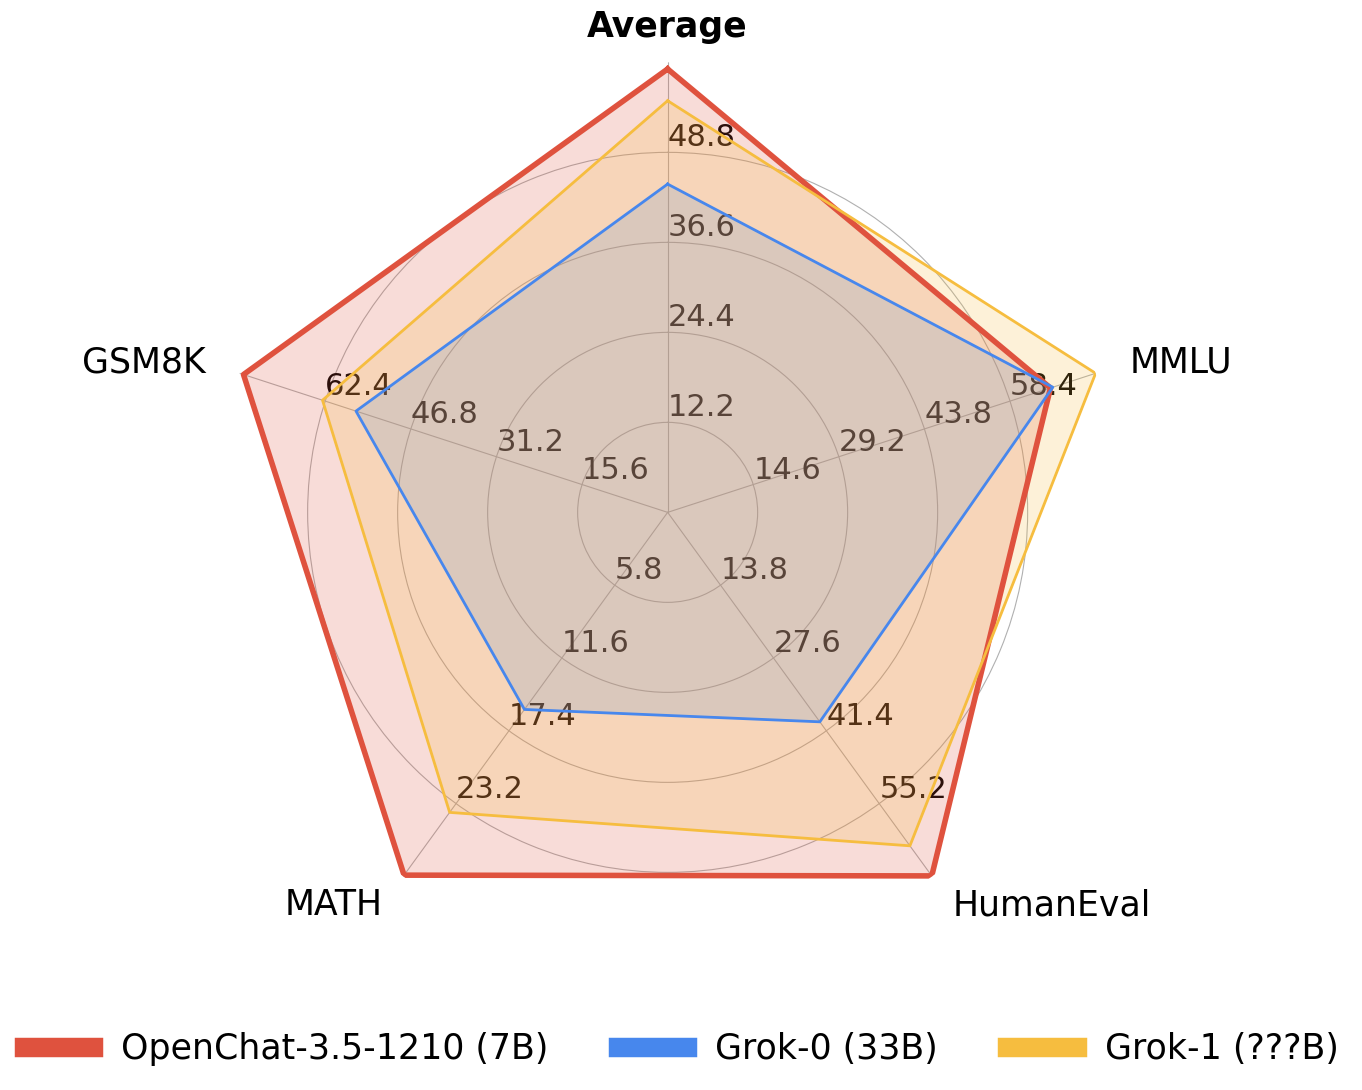 Average
48.8
36.6
24.4
12.2
GSM8K
62.4
46.8
31.2
15.6
MMLU
58.4
43.8
29.2
14.6
5.8
11.6
17.4
23.2
MATH
13.8
27.6
41.4
55.2
HumanEval
OpenChat-3.5-1210 (7B)
Grok-0 (33B)
Grok-1 (???B)